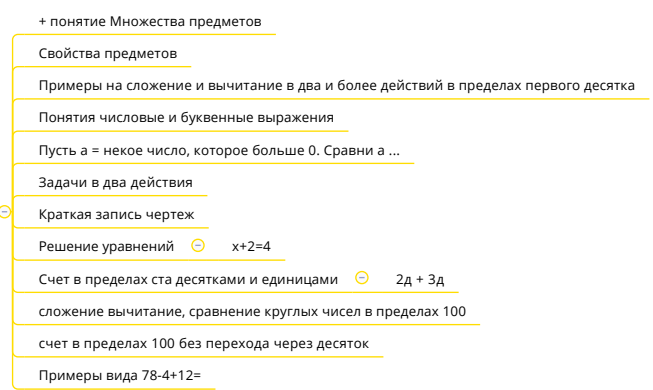 + понятие Множества предметов
Свойства предметов
Примеры на сложение и вычитание в два и более действий в пределах первого десятка
Понятия числовые и буквенные выражения
Пусть а = некое число, которое больше 0. Сравни а ...
Задачи в два действия
Краткая запись чертеж
Решение уравнений х+2=4
Счет в пределах ста десятками и единицами 2д + 3д
сложение вычитание, сравнение круглых чисел в пределах 100
счет в пределах 100 без перехода через десяток
Примеры вида 78-4+12=